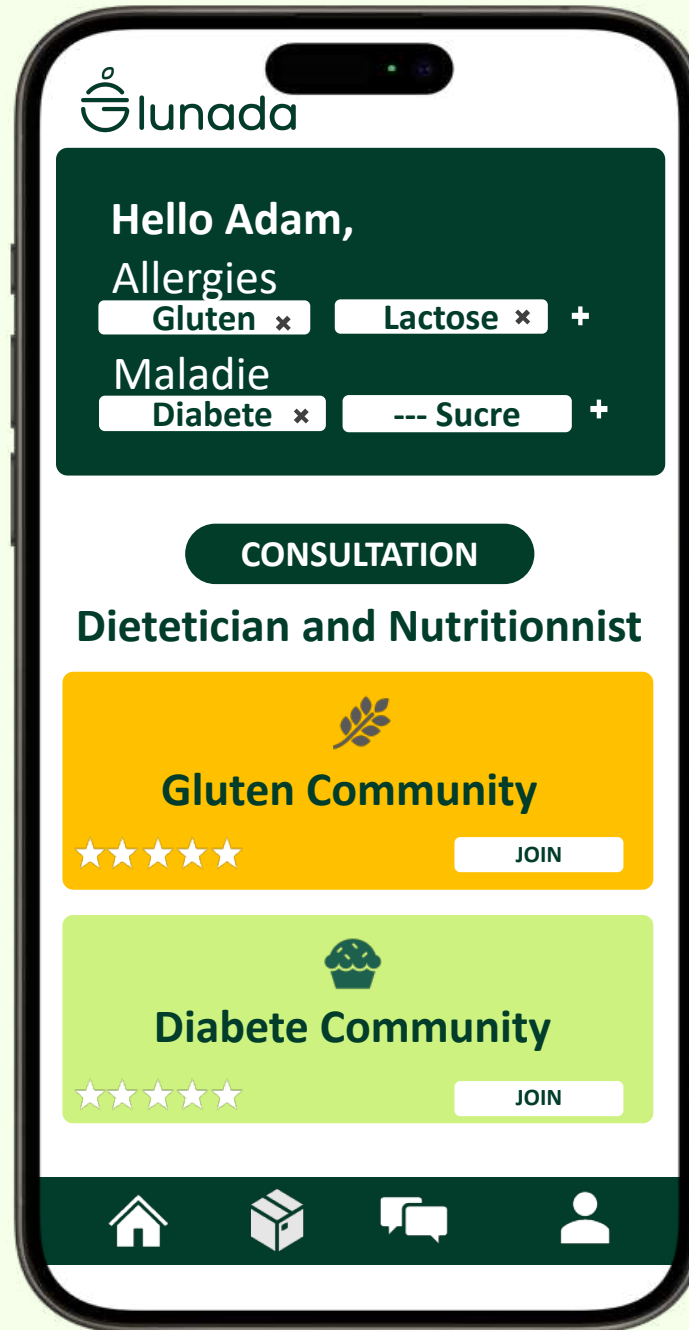 Glunada
Hello Adam,
Allergies
Gluten × Lactose × +
Maladie
Diabete × --- Sucre +
CONSULTATION
Dietetician and Nutritionnist
Gluten Community
JOIN
Diabete Community
JOIN